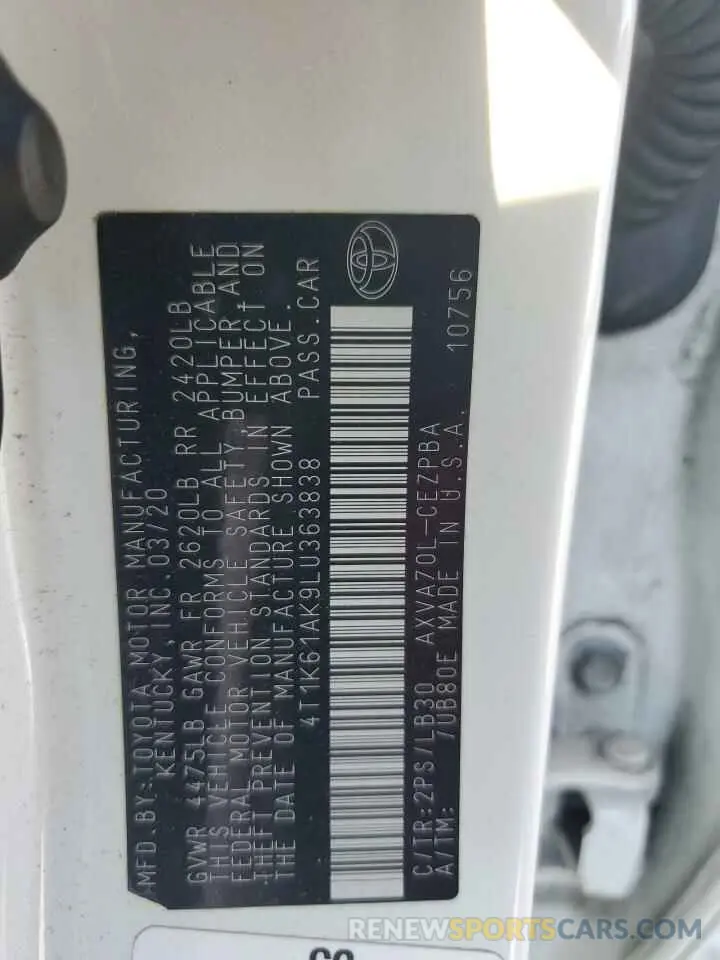 MFD. BY: TOYOTA MOTOR MANUFACTURING,
KENTUCKY, INC. 03/20
GVWR 4475LB GAWR FR 2620LB RR 2420LB
THIS VEHICLE CONFORMS TO ALL APPLICABLE
FEDERAL MOTOR VEHICLE SAFETY, BUMPER, AND
THEFT PREVENTION STANDARDS IN EFFECT ON
THE DATE OF MANUFACTURE SHOWN ABOVE.
4T1K61AK9LU363838 PASS.CAR
C/TR:2PS/LB30 AXVA70L-CEZPBA
A/TM: /UB80E MADE IN U.S.A. 10756
RENEWSPORTSCARS.COM